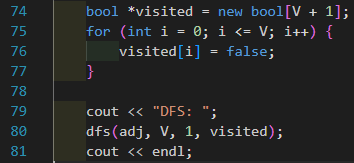 74 bool *visited = new bool[V + 1];
75 for (int i = 0; i <= V; i++) {
76 visited[i] = false;
77 }
78
79 cout << "DFS: ";
80 dfs(adj, V, 1, visited);
81 cout << endl;